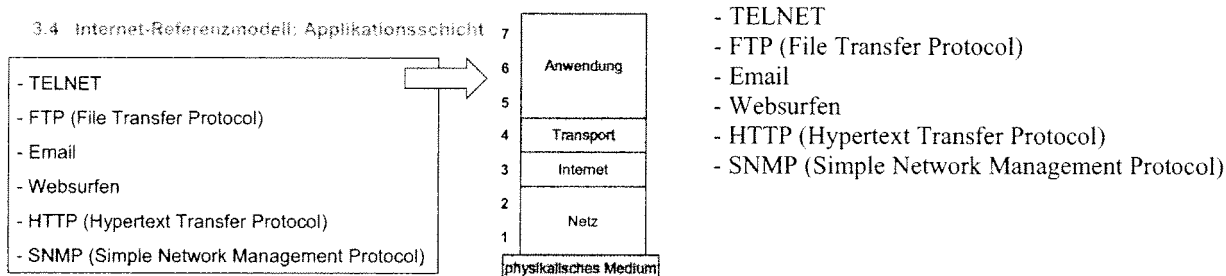 3.4 Internet-Referenzmodell: Applikationsschicht
- TELNET
- FTP (File Transfer Protocol)
- Email
- Websurfen
- HTTP (Hypertext Transfer Protocol)
- SNMP (Simple Network Management Protocol)
7
6
5
4
3
2
1
Anwendung
Transport
Internet
Netz
physikalisches Medium
- TELNET
- FTP (File Transfer Protocol)
- Email
- Websurfen
- HTTP (Hypertext Transfer Protocol)
- SNMP (Simple Network Management Protocol)